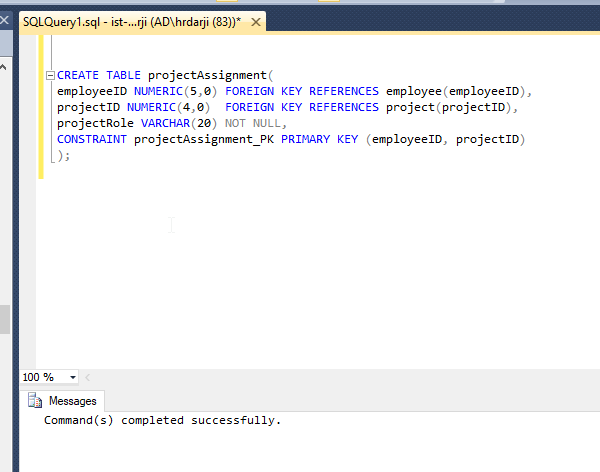 SQLQuery1.sql - ist-...rji (AD\hrdarji (83))*
CREATE TABLE projectAssignment(
employeeID NUMERIC(5,0) FOREIGN KEY REFERENCES employee(employeeID),
projectID NUMERIC(4,0)  FOREIGN KEY REFERENCES project(projectID),
projectRole VARCHAR(20) NOT NULL,
CONSTRAINT projectAssignment_PK PRIMARY KEY (employeeID, projectID)
);
100 %
Messages
Command(s) completed successfully.